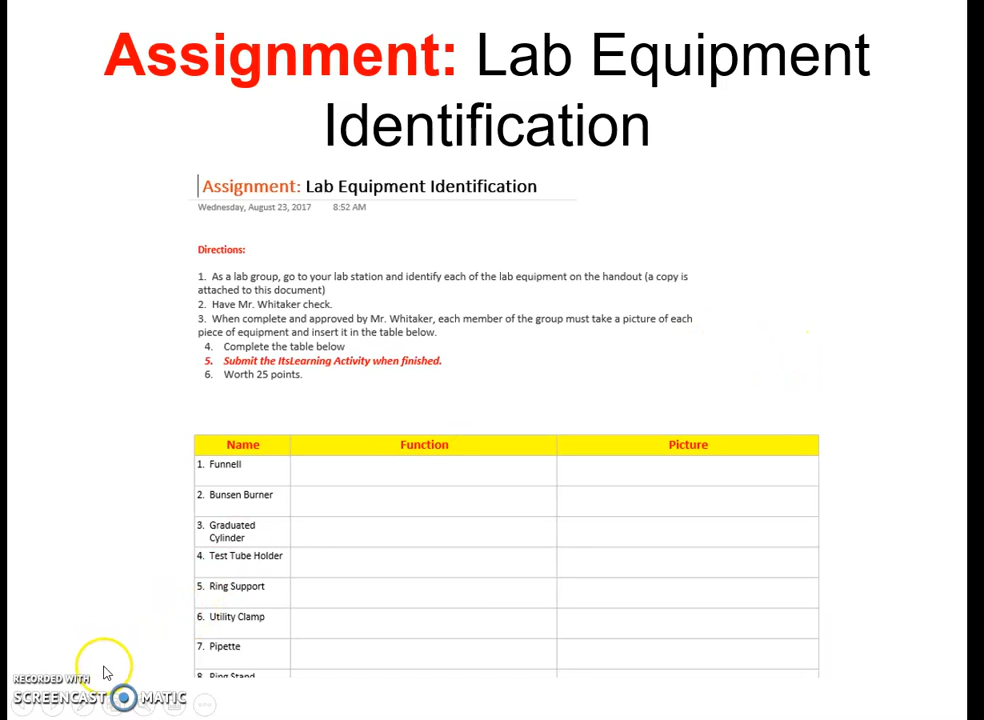 Assignment: Lab Equipment
Identification
Assignment: Lab Equipment Identification
Wednesday, August 23, 2017 8:52 AM
Directions:
1. As a lab group, go to your lab station and identify each of the lab equipment on the handout (a copy is
attached to this document)
2. Have Mr. Whitaker check.
3. When complete and approved by Mr. Whitaker, each member of the group must take a picture of each
piece of equipment and insert it in the table below.
4. Complete the table below
5. Submit the ItsLearning Activity when finished.
6. Worth 25 points.
Name Function Picture
1. Funnell
2. Bunsen Burner
3. Graduated
Cylinder
4. Test Tube Holder
5. Ring Support
6. Utility Clamp
7. Pipette
8. Ring Stand
RECORDED WITH
SCREENCAST MATIC